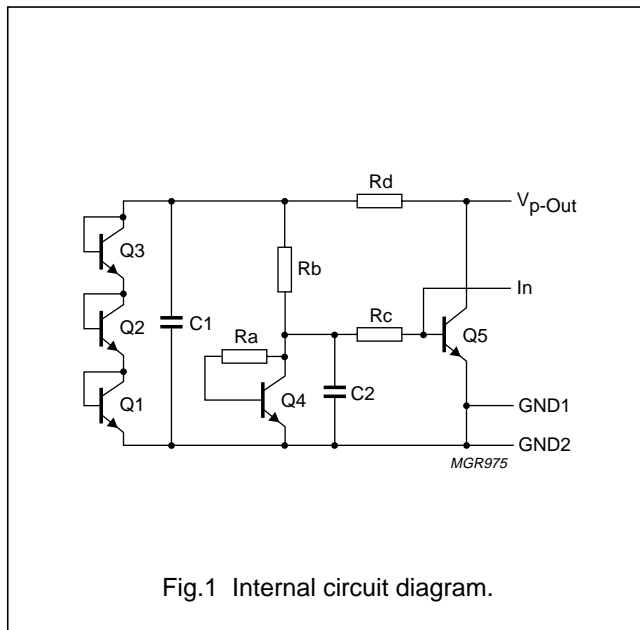 Rd
V p-Out
Q3
Rb
In
Q2
C1
Rc
Ra
Q5
Q1
Q4
C2
GND1
GND2
MGR975
Fig.1 Internal circuit diagram.